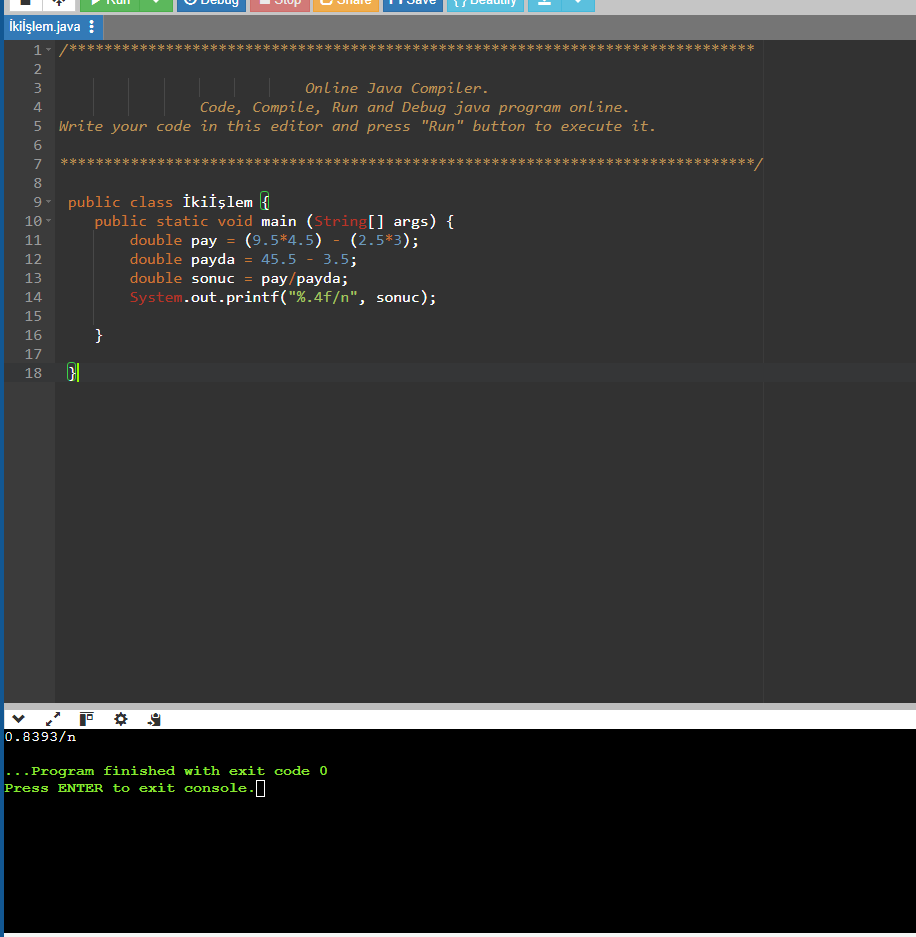 Run Debug Stop Share Save { } Beautify
İkiİşlem.java
1 /******************************************************************************
2
3 Online Java Compiler.
4 Code, Compile, Run and Debug java program online.
5 Write your code in this editor and press "Run" button to execute it.
6
7 *******************************************************************************/
8
9 public class İkiİşlem {
10 public static void main (String[] args) {
11 double pay = (9.5*4.5) - (2.5*3);
12 double payda = 45.5 - 3.5;
13 double sonuc = pay/payda;
14 System.out.printf("%.4f/n", sonuc);
15
16 }
17
18 }
0.8393/n
...Program finished with exit code 0
Press ENTER to exit console.